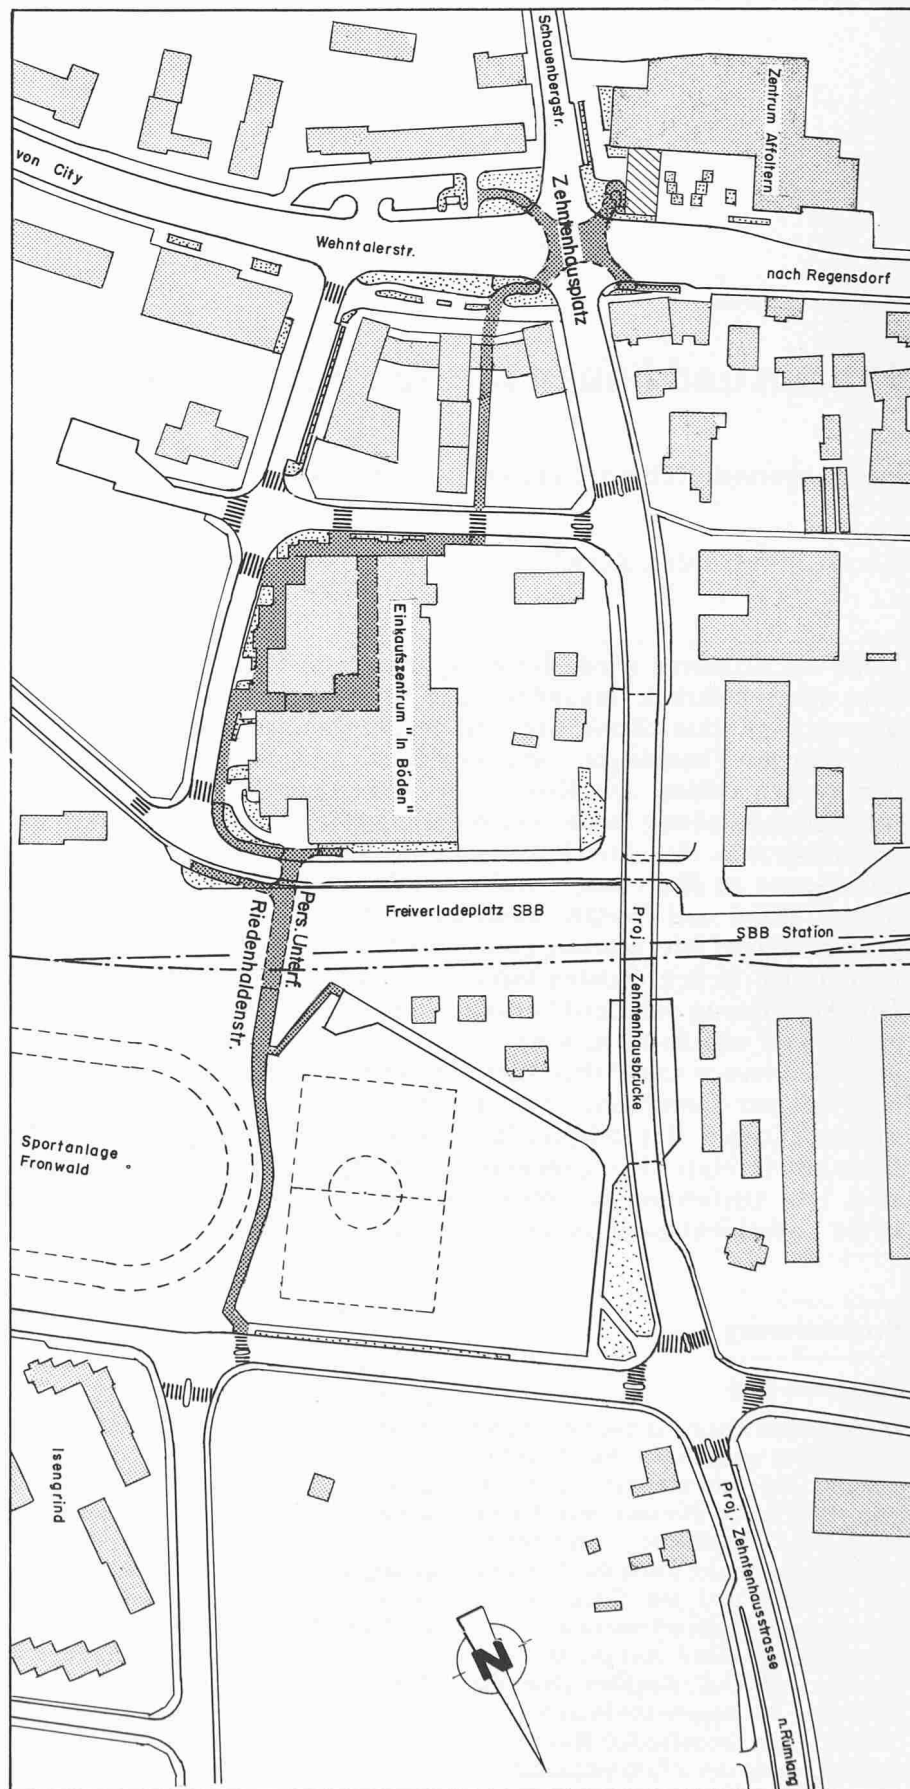 Schauenbergstr.
Zentrum Affoltern
von City
Zehntenhausplatz
Wehntalerstr.
nach Regensdorf
Einkaufszentrum "In Böden"
Pers. Unterf.
Riedenhaldenstr.
Freiverladeplatz SBB
SBB Station
Proj. Zehntenhausbrücke
Sportanlage
Fronwald
Isengrind
Proj. Zehntenhausstrasse
n. Rümlang
N